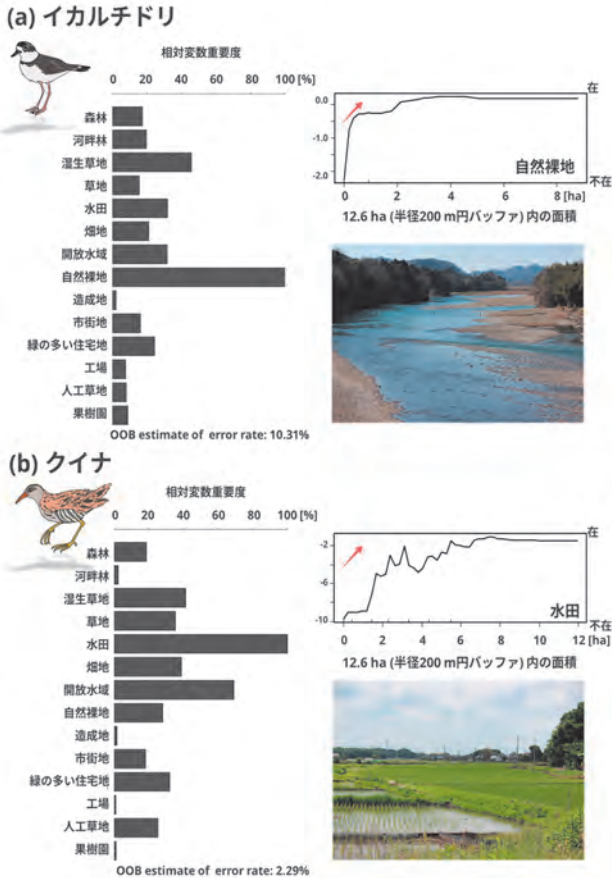 (a) イカルチドリ
相対変数重要度
0 20 40 60 80 100 [%]
森林
河畔林
湿生草地
草地
水田
畑地
開放水域
自然裸地
造成地
市街地
緑の多い住宅地
工場
人工草地
果樹園
OOB estimate of error rate: 10.31%
在
0.0
-1.0
-2.0
自然裸地
不在
0 2 4 6 8 [ha]
12.6 ha (半径200 m円バッファ) 内の面積
(b) クイナ
相対変数重要度
0 20 40 60 80 100 [%]
森林
河畔林
湿生草地
草地
水田
畑地
開放水域
自然裸地
造成地
市街地
緑の多い住宅地
工場
人工草地
果樹園
OOB estimate of error rate: 2.29%
在
-2
-6
-10
水田
不在
0 2 4 6 8 10 12 [ha]
12.6 ha (半径200 m円バッファ) 内の面積